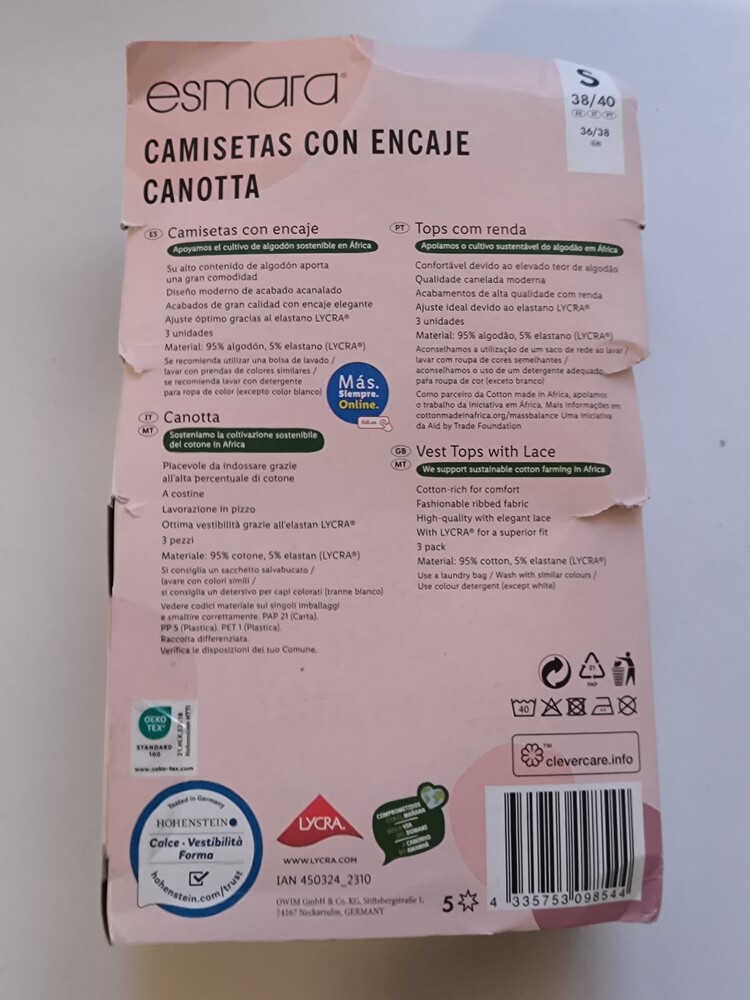 esmara®
S
38/40
ES IT PT
36/38
GB
CAMISETAS CON ENCAJE
CANOTTA
ES Camisetas con encaje
Apoyamos el cultivo de algodón sostenible en África
Su alto contenido de algodón aporta
una gran comodidad
Diseño moderno de acabado acanalado
Acabados de gran calidad con encaje elegante
Ajuste óptimo gracias al elastano LYCRA®
3 unidades
Material: 95% algodón, 5% elastano (LYCRA®)
Se recomienda utilizar una bolsa de lavado /
lavar con prendas de colores similares /
se recomienda lavar con detergente
para ropa de color (excepto color blanco)
Más.
Siempre.
Online.
IT MT Canotta
Sosteniamo la coltivazione sostenibile
del cotone in Africa
Piacevole da indossare grazie
all'alta percentuale di cotone
A costine
Lavorazione in pizzo
Ottima vestibilità grazie all'elastan LYCRA®
3 pezzi
Materiale: 95% cotone, 5% elastan (LYCRA®)
Si consiglia un sacchetto salvabucato /
lavare con colori simili /
si consiglia un detersivo per capi colorati (tranne bianco)
Vedere codici materiale sui singoli imballaggi
e smaltire correttamente. PAP 21 (Carta).
PP 5 (Plastica). PET 1 (Plastica).
Raccolta differenziata.
Verifica le disposizioni del tuo Comune.
PT Tops com renda
Apoiamos o cultivo sustentável do algodão em África
Confortável devido ao elevado teor de algodão
Qualidade canelada moderna
Acabamentos de alta qualidade com renda
Ajuste ideal devido ao elastano LYCRA®
3 unidades
Material: 95% algodão, 5% elastano (LYCRA®)
Aconselhamos a utilização de um saco de rede ao lavar /
lavar com roupa de cores semelhantes /
aconselhamos o uso de um detergente adequado
para roupa de cor (exceto branco)
Como parceiro da Cotton made in Africa, apoiamos
o trabalho da iniciativa em África. Mais informações em:
cottonmadeinafrica.org/massbalance Uma iniciativa
da Aid by Trade Foundation
GB MT Vest Tops with Lace
We support sustainable cotton farming in Africa
Cotton-rich for comfort
Fashionable ribbed fabric
High-quality with elegant lace
With LYCRA® for a superior fit
3 pack
Material: 95% cotton, 5% elastane (LYCRA®)
Use a laundry bag / Wash with similar colours /
Use colour detergent (except white)
21
PAP
40
clevercare.info
OEKO
TEX®
STANDARD
100
www.oeko-tex.com
Tested in Germany
HOHENSTEIN
Calce · Vestibilità
Forma
hohenstein.com/trust
LYCRA.
WWW.LYCRA.COM
COMPROMETIDOS
IAN 450324_2310
OWIM GmbH & Co. KG, Stiftsbergstraße 1,
74167 Neckarsulm, GERMANY
5
4 335753 098544